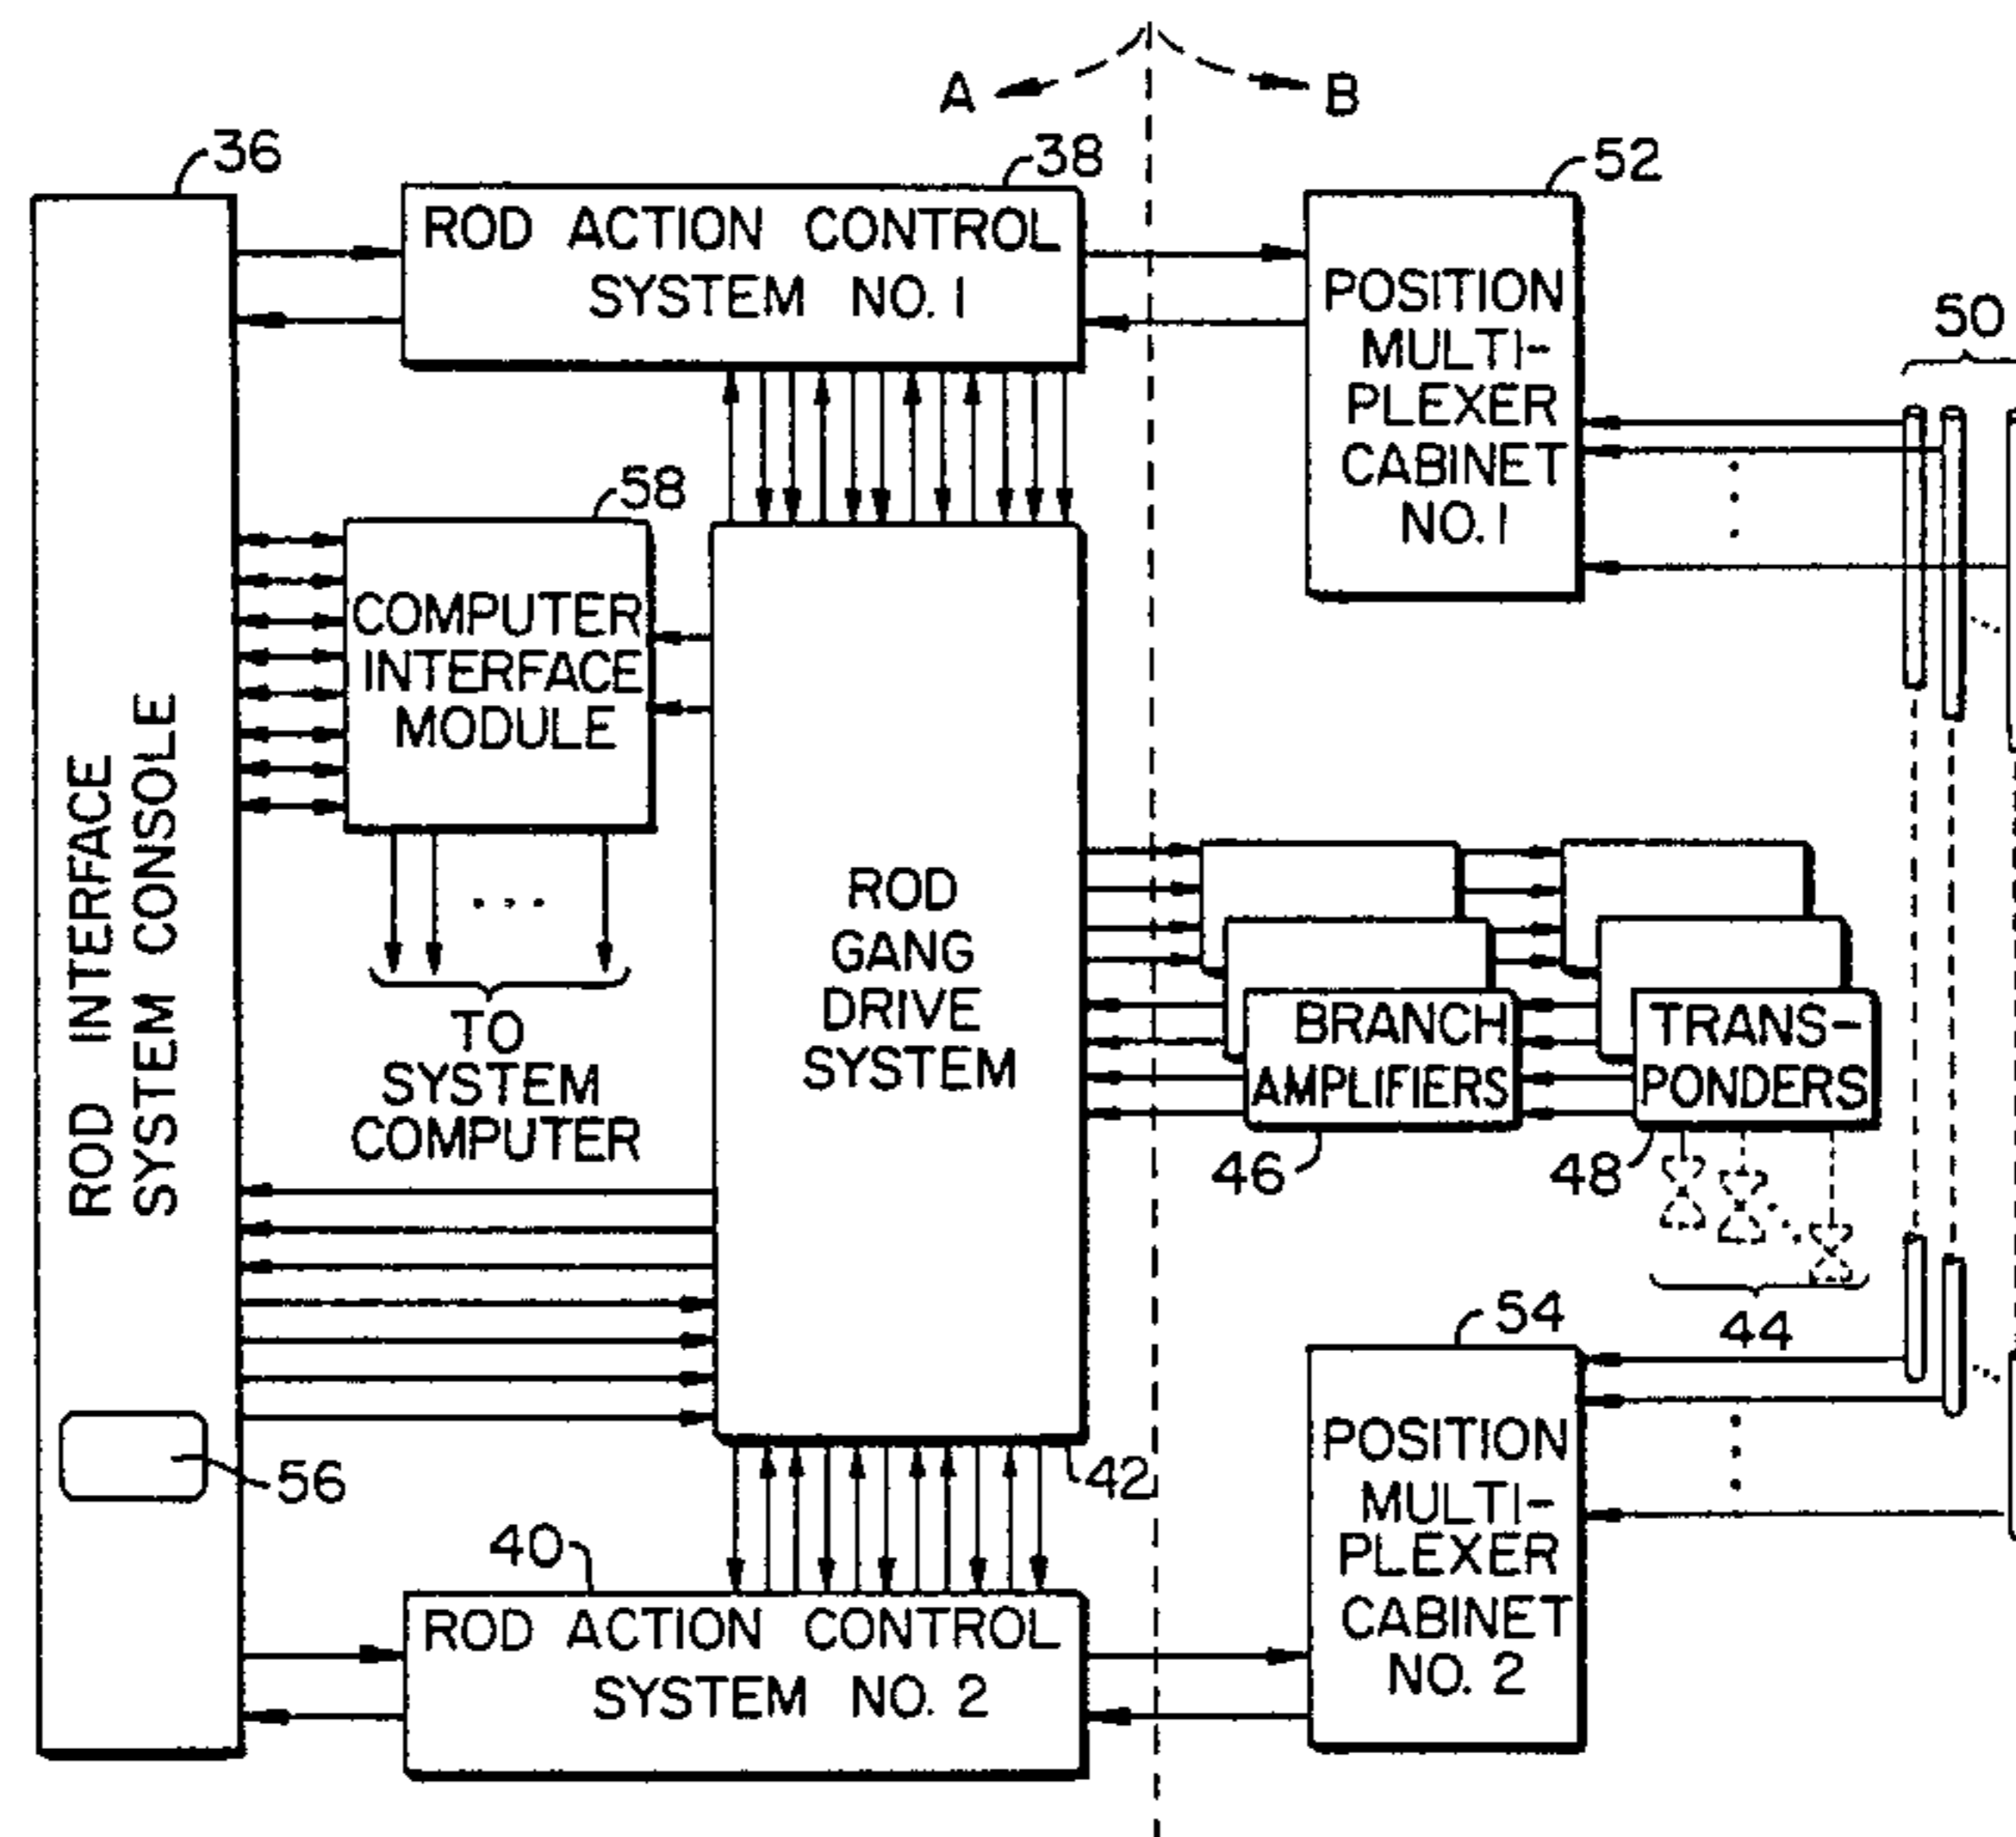 A
B
36
38
52
ROD ACTION CONTROL
SYSTEM NO. 1
POSITION
MULTI-
PLEXER
CABINET
NO. 1
50
58
COMPUTER
INTERFACE
MODULE
TO
SYSTEM
COMPUTER
ROD INTERFACE
SYSTEM CONSOLE
ROD
GANG
DRIVE
SYSTEM
BRANCH
AMPLIFIERS
TRANS-
PONDERS
46
48
44
54
56
42
40
POSITION
MULTI-
PLEXER
CABINET
NO. 2
ROD ACTION CONTROL
SYSTEM NO. 2